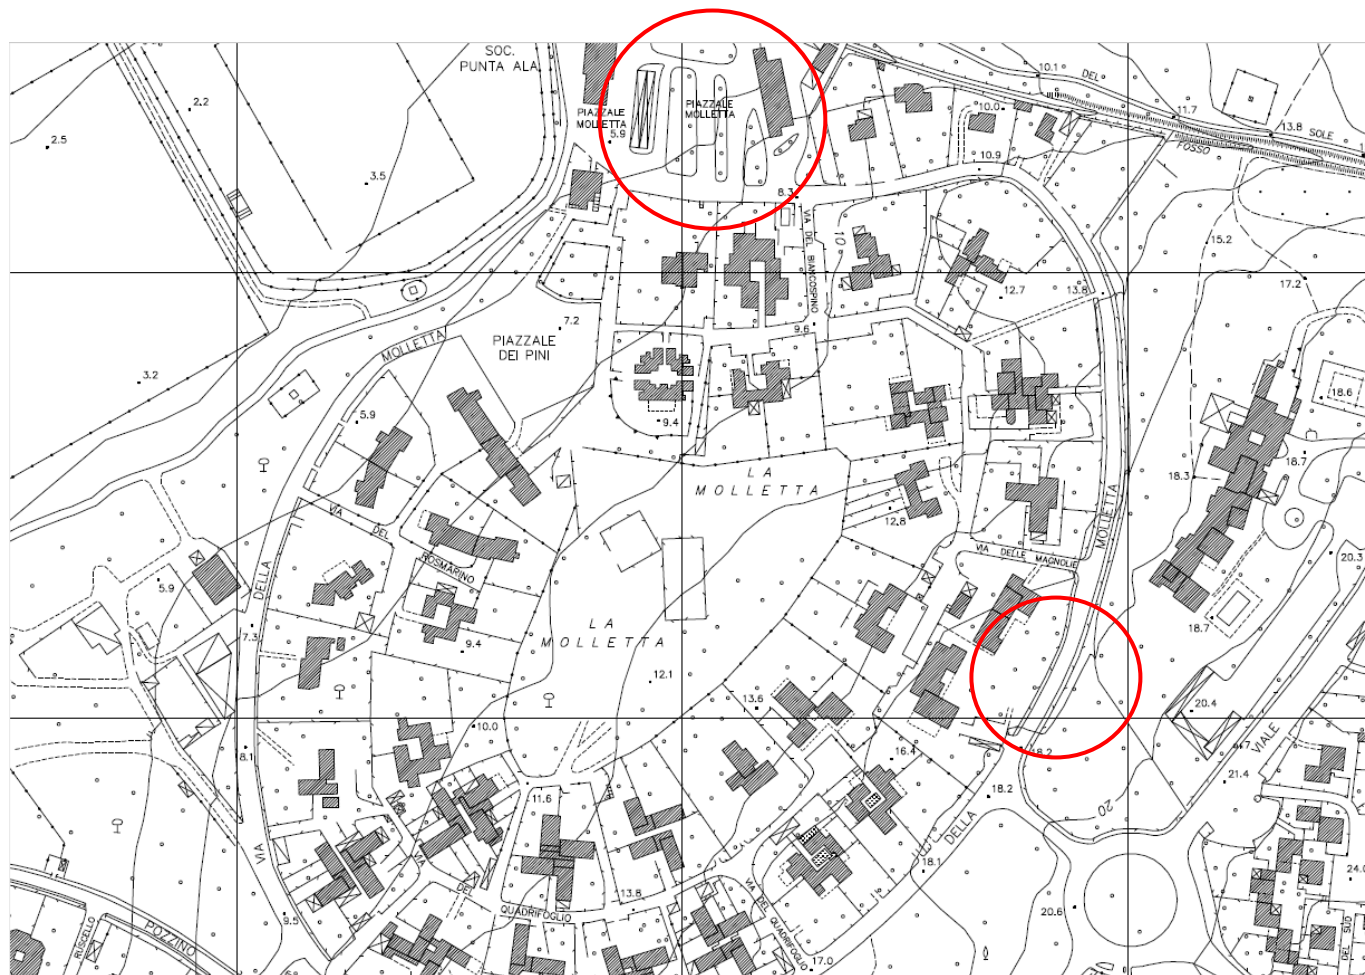 SOC.
PUNTA ALA
10.1
DEL
2.2
PIAZZALE
MOLLETTA
PIAZZALE
MOLLETTA
5.9
10.0
11.7
13.8
SOLE
FOSSO
2.5
3.5
10.9
8.3
VIA DEL BIANCOSPINO
10
15.2
17.2
12.7
13.8
7.2
9.6
PIAZZALE
DEI PINI
MOLLETTA
3.2
18.6
5.9
9.4
18.7
LA
MOLLETTA
18.3
MOLLETTA
12.8
VIA
DEL
ROSMARINO
VIA DELLE MAGNOLIE
20.3
5.9
DELLA
7.3
LA
MOLLETTA
9.4
18.7
12.1
13.6
20.4
10.0
8.1
16.4
18.2
VIALE
21.4
18.2
20
11.6
DELLA
VIA
VIA
18.1
24.0
13.8
DEL
QUADRIFOGLIO
VIA DEL QUADRIFOGLIO
20.6
9.5
RUSCELLO
POZZINO
DEL SUD
17.0